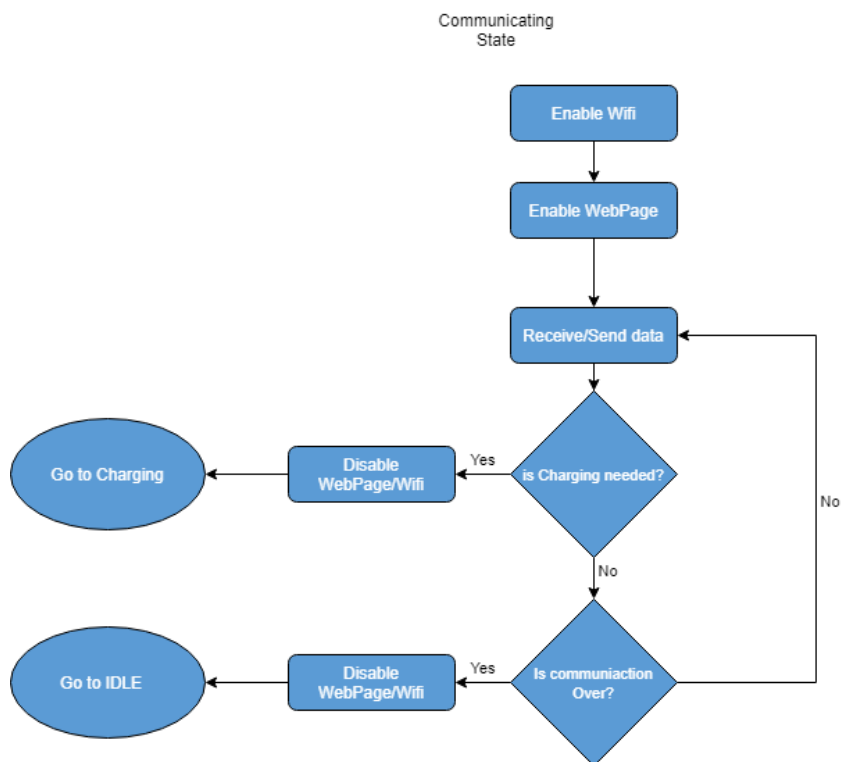 Communicating
State
Enable Wifi
Enable WebPage
Receive/Send data
is Charging needed?
Yes
Disable
WebPage/Wifi
Go to Charging
No
No
Is communiaction
Over?
Yes
Disable
WebPage/Wifi
Go to IDLE